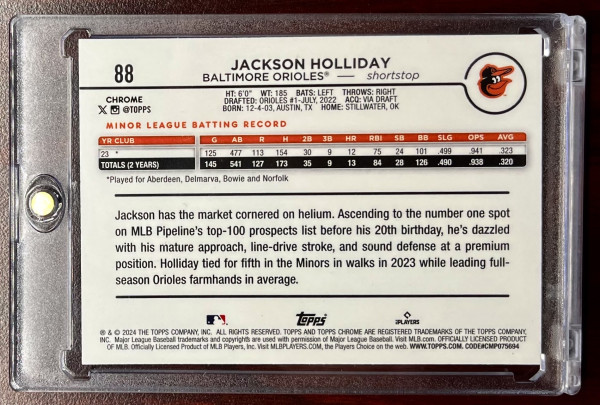 88
JACKSON HOLLIDAY
BALTIMORE ORIOLES® — shortstop
CHROME
X @TOPPS
HT: 6'0" WT: 185 BATS: LEFT THROWS: RIGHT
DRAFTED: ORIOLES #1-JULY, 2022 ACQ: VIA DRAFT
BORN: 12-4-03, AUSTIN, TX HOME: STILLWATER, OK
MINOR LEAGUE BATTING RECORD
YR CLUB G AB R H 2B 3B HR RBI SB BB SLG OPS AVG
23 * 125 477 113 154 30 9 12 75 24 101 .499 .941 .323
TOTALS (2 YEARS) 145 541 127 173 35 9 13 84 28 126 .490 .938 .320
*Played for Aberdeen, Delmarva, Bowie and Norfolk
Jackson has the market cornered on helium. Ascending to the number one spot
on MLB Pipeline's top-100 prospects list before his 20th birthday, he's dazzled
with his mature approach, line-drive stroke, and sound defense at a premium
position. Holliday tied for fifth in the Minors in walks in 2023 while leading full-
season Orioles farmhands in average.
Topps
PLAYERS
® & © 2024 THE TOPPS COMPANY, INC. ALL RIGHTS RESERVED. TOPPS AND TOPPS CHROME ARE REGISTERED TRADEMARKS OF THE TOPPS COMPANY,
INC. Major League Baseball trademarks and copyrights are used with permission of Major League Baseball. Visit MLB.com. OFFICIALLY LICENSED PRODUCT
OF MLB. Officially Licensed Product of MLB Players, Inc. Visit MLBPLAYERS.COM, the Players Choice on the web. WWW.TOPPS.COM. CODE#CMP075694